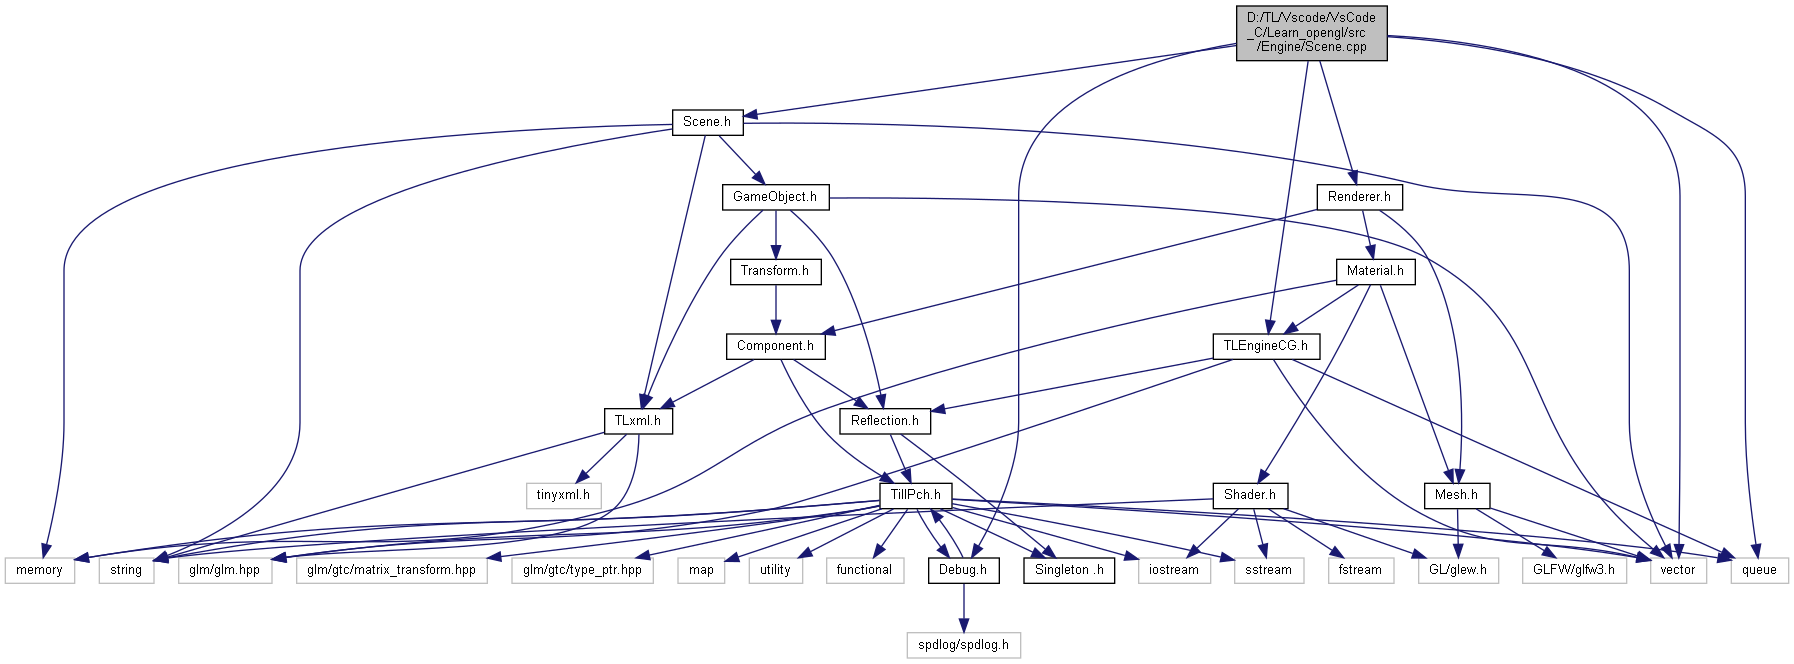 D:/TL/Vscode/VsCode
_C/Learn_opengl/src
/Engine/Scene.cpp
Scene.h
GameObject.h
Renderer.h
Transform.h
Material.h
Component.h
TLEngineCG.h
TLxml.h
Reflection.h
tinyxml.h
TillPch.h
Shader.h
Mesh.h
memory
string
glm/glm.hpp
glm/gtc/matrix_transform.hpp
glm/gtc/type_ptr.hpp
map
utility
functional
Debug.h
Singleton .h
iostream
sstream
fstream
GL/glew.h
GLFW/glfw3.h
vector
queue
spdlog/spdlog.h